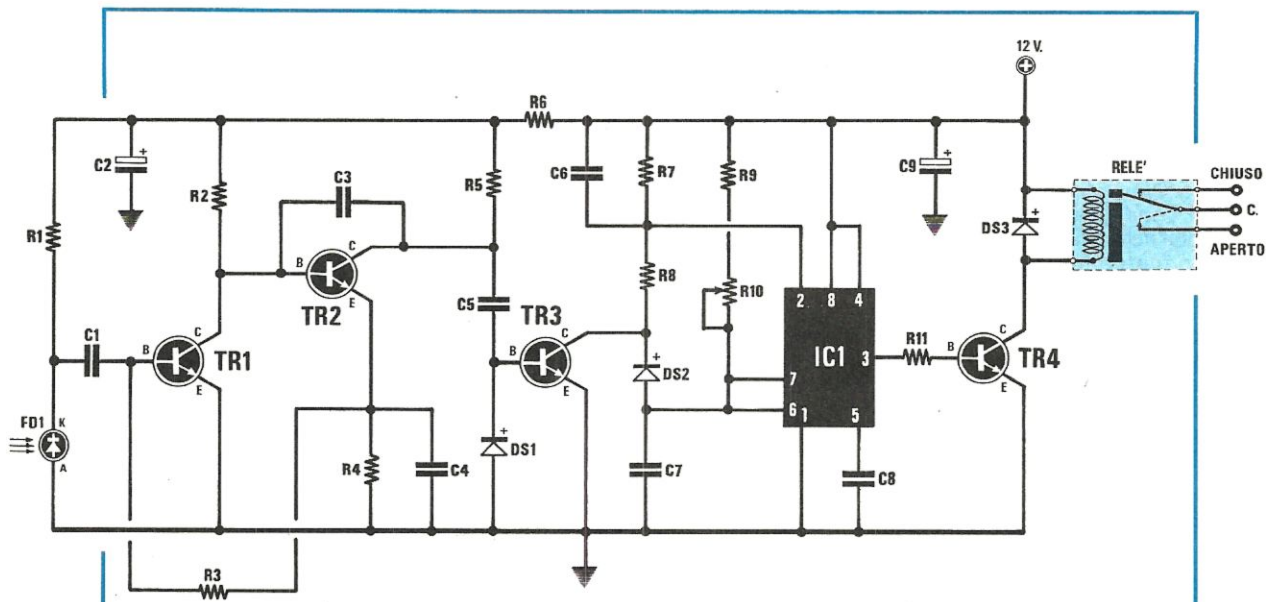 12 V.
R6
RELE'
C2
+
R2
C3
R5
C6
R7
R9
C9
+
CHIUSO
C.
APERTO
DS3
+
R1
B
C
E
TR2
C5
R8
R10
TR3
2
8
4
C1
B
C
E
TR1
B
C
E
DS2
+
IC1
3
R11
B
C
E
TR4
7
6
1
5
FD1
K
A
R4
C4
DS1
+
C7
C8
R3